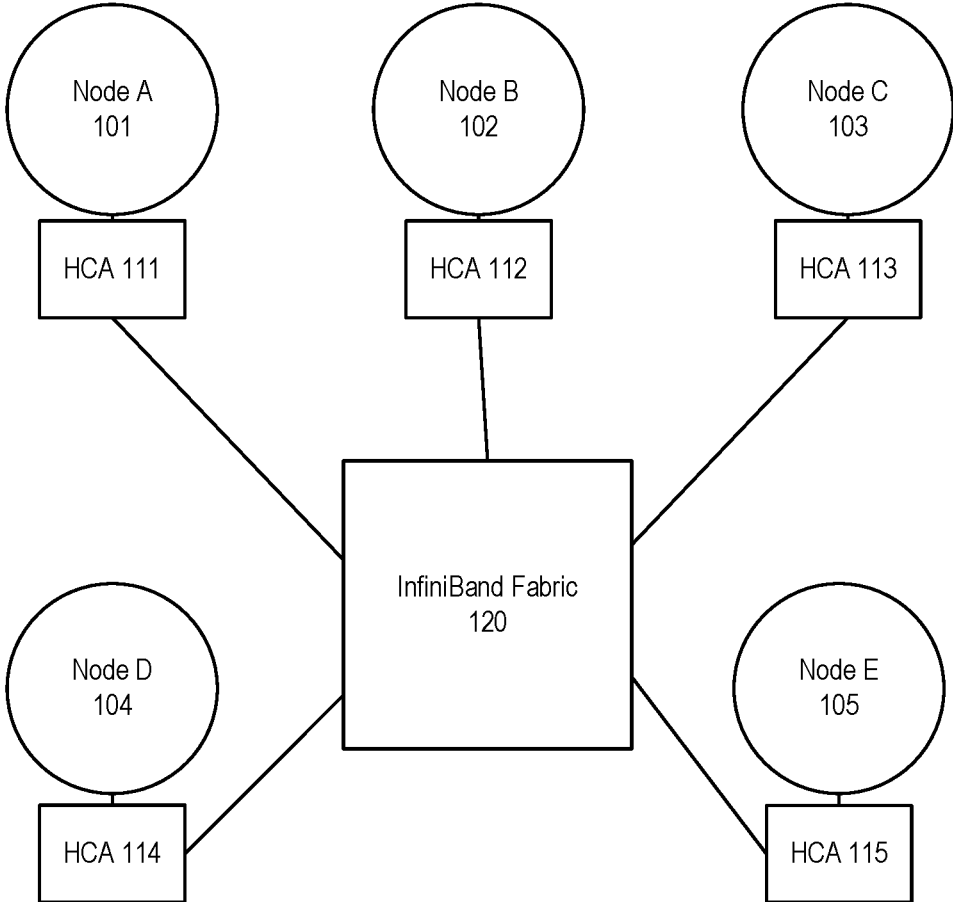 Node A
101
Node B
102
Node C
103
HCA 111
HCA 112
HCA 113
InfiniBand Fabric
120
Node D
104
Node E
105
HCA 114
HCA 115